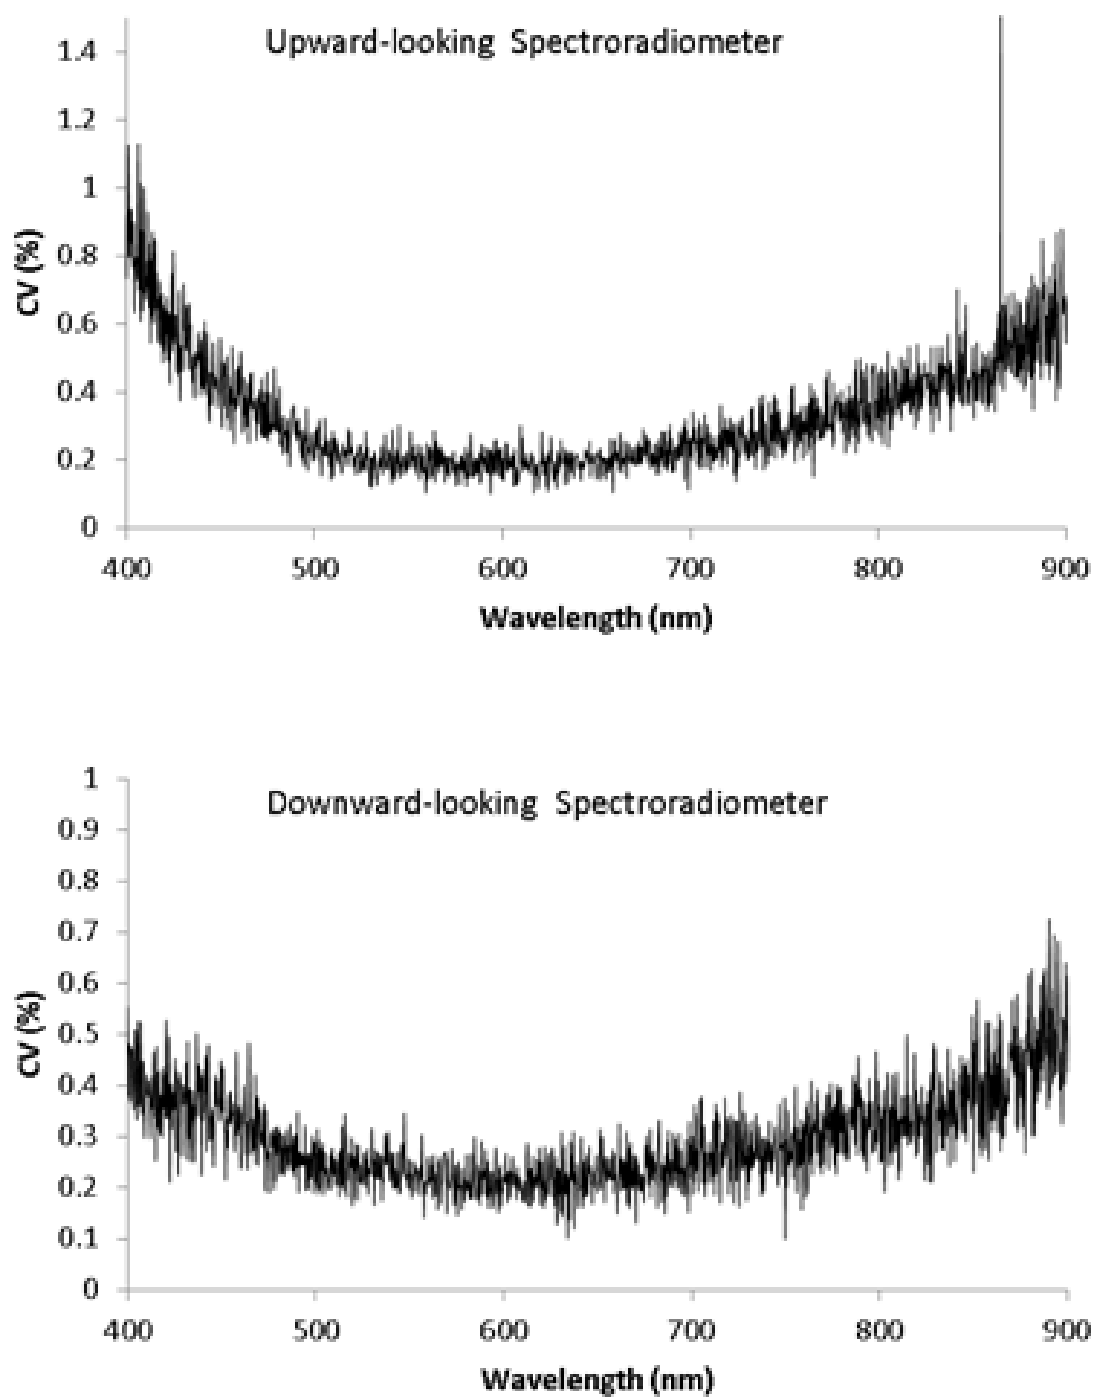 Upward-looking Spectroradiometer
1.4
1.2
1
0.8
0.6
0.4
0.2
0
CV (%)
400 500 600 700 800 900
Wavelength (nm)
Downward-looking Spectroradiometer
1
0.9
0.8
0.7
0.6
0.5
0.4
0.3
0.2
0.1
0
CV (%)
400 500 600 700 800 900
Wavelength (nm)